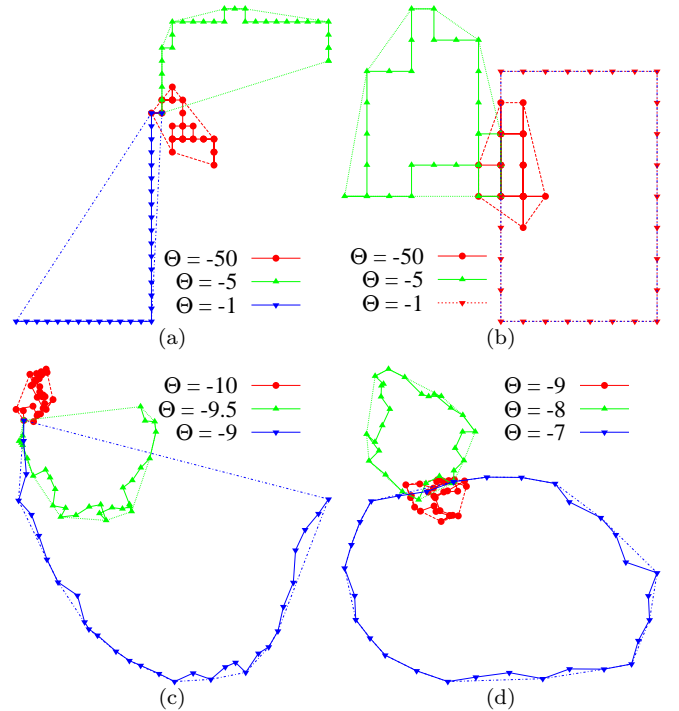 Θ = -50
Θ = -5
Θ = -1
(a)
Θ = -50
Θ = -5
Θ = -1
(b)
Θ = -10
Θ = -9.5
Θ = -9
(c)
Θ = -9
Θ = -8
Θ = -7
(d)